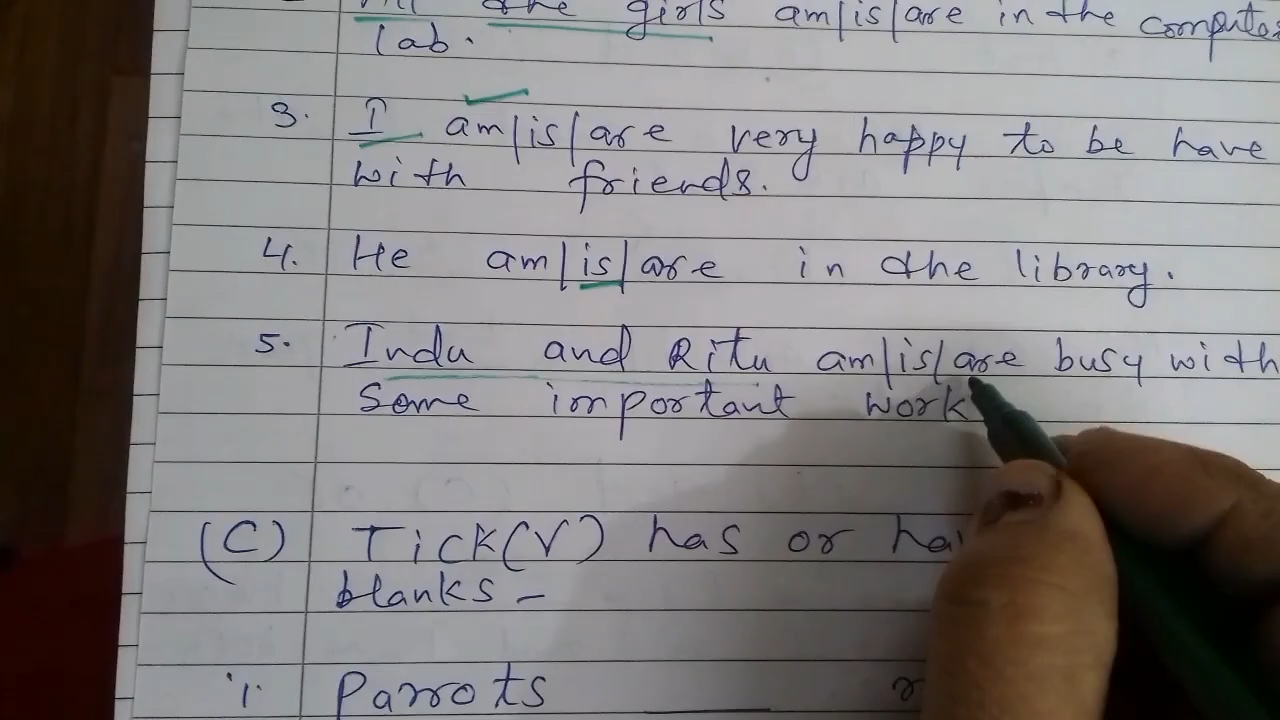 the girls am/is/are in the computer
lab.
3. I am/is/are very happy to be have
with friends.
4. He am/is/are in the library.
5. Indu and Ritu am/is/are busy with
Some important work
(C) Tick(√) has or ha
blanks -
1. Parrots ______